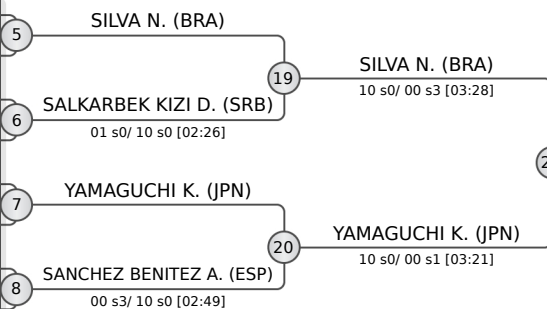 SILVA N. (BRA)
5
19
SILVA N. (BRA)
10 s0/ 00 s3 [03:28]
SALKARBEK KIZI D. (SRB)
6
01 s0/ 10 s0 [02:26]
YAMAGUCHI K. (JPN)
7
20
YAMAGUCHI K. (JPN)
10 s0/ 00 s1 [03:21]
SANCHEZ BENITEZ A. (ESP)
8
00 s3/ 10 s0 [02:49]